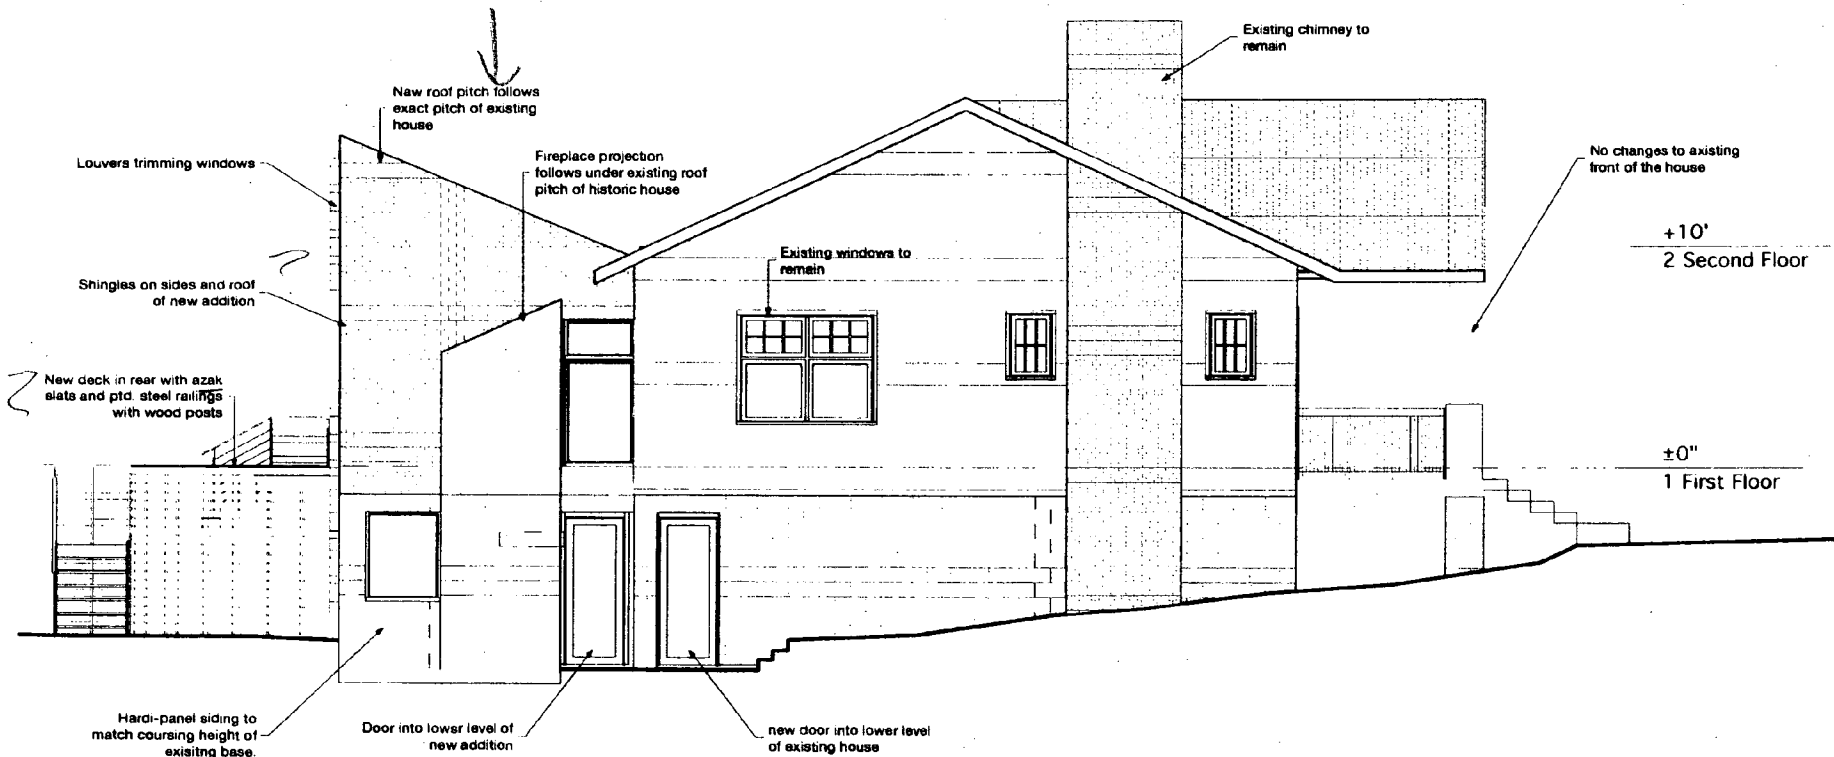 Existing chimney to
remain
Naw roof pitch follows
exact pitch of existing
house
Louvers trimming windows
Fireplace projection
follows under existing roof
pitch of historic house
No changes to axisting
front of the house
+10'
2 Second Floor
Existing windows to
remain
Shingles on sides and roof
of new addition
New deck in rear with azak
slats and ptd. steel railings
with wood posts
±0"
1 First Floor
Hardi-panel siding to
match coursing height of
exisitng base.
Door into lower level of
new addition
new door into lower level
of existing house